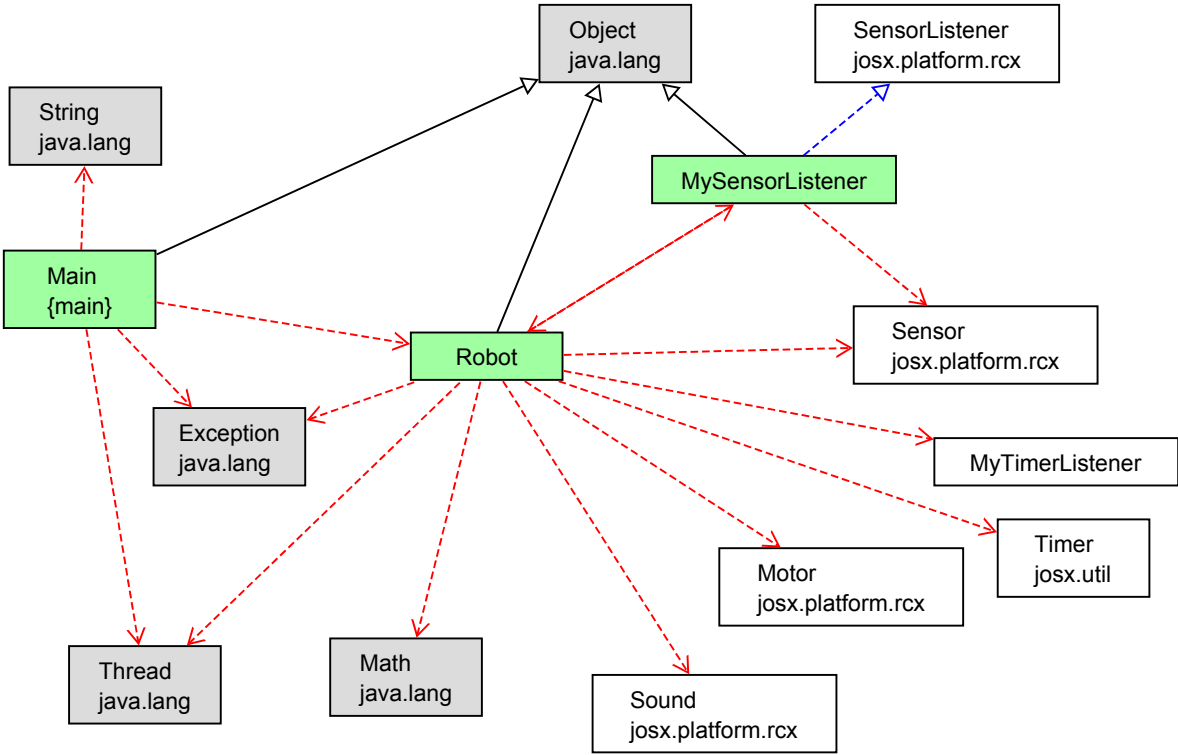 Object
java.lang
SensorListener
josx.platform.rcx
String
java.lang
MySensorListener
Main
{main}
Sensor
josx.platform.rcx
Robot
Exception
java.lang
MyTimerListener
Timer
josx.util
Motor
josx.platform.rcx
Math
java.lang
Thread
java.lang
Sound
josx.platform.rcx